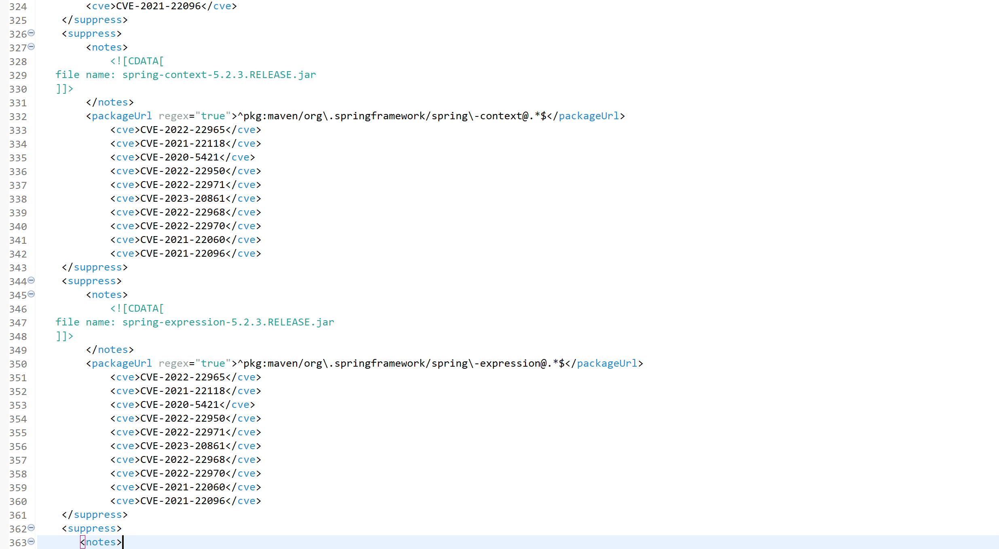 324 <cve>CVE-2021-22096</cve>
325 </suppress>
326 <suppress>
327 <notes>
328 <![CDATA[
329 file name: spring-context-5.2.3.RELEASE.jar
330 ]]>
331 </notes>
332 <packageUrl regex="true">^pkg:maven/org\.springframework/spring\-context@.*$</packageUrl>
333 <cve>CVE-2022-22965</cve>
334 <cve>CVE-2021-22118</cve>
335 <cve>CVE-2020-5421</cve>
336 <cve>CVE-2022-22950</cve>
337 <cve>CVE-2022-22971</cve>
338 <cve>CVE-2023-20861</cve>
339 <cve>CVE-2022-22968</cve>
340 <cve>CVE-2022-22970</cve>
341 <cve>CVE-2021-22060</cve>
342 <cve>CVE-2021-22096</cve>
343 </suppress>
344 <suppress>
345 <notes>
346 <![CDATA[
347 file name: spring-expression-5.2.3.RELEASE.jar
348 ]]>
349 </notes>
350 <packageUrl regex="true">^pkg:maven/org\.springframework/spring\-expression@.*$</packageUrl>
351 <cve>CVE-2022-22965</cve>
352 <cve>CVE-2021-22118</cve>
353 <cve>CVE-2020-5421</cve>
354 <cve>CVE-2022-22950</cve>
355 <cve>CVE-2022-22971</cve>
356 <cve>CVE-2023-20861</cve>
357 <cve>CVE-2022-22968</cve>
358 <cve>CVE-2022-22970</cve>
359 <cve>CVE-2021-22060</cve>
360 <cve>CVE-2021-22096</cve>
361 </suppress>
362 <suppress>
363 <notes>